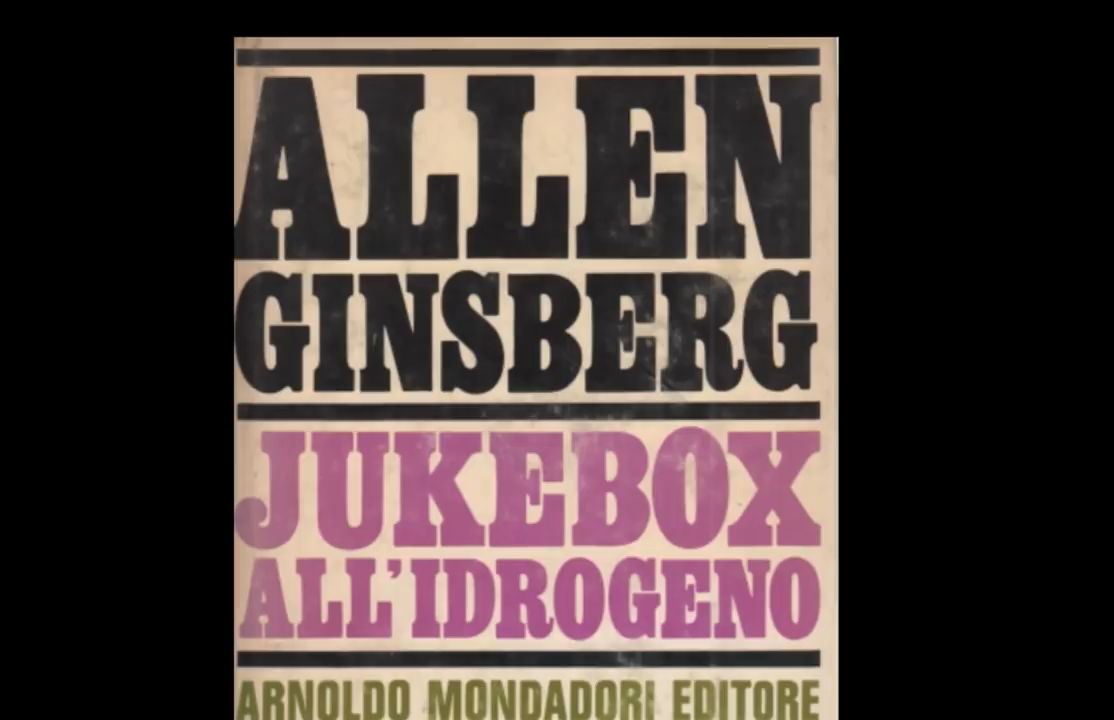 ALLEN
GINSBERG
JUKEBOX
ALL'IDROGENO
ARNOLDO MONDADORI EDITORE